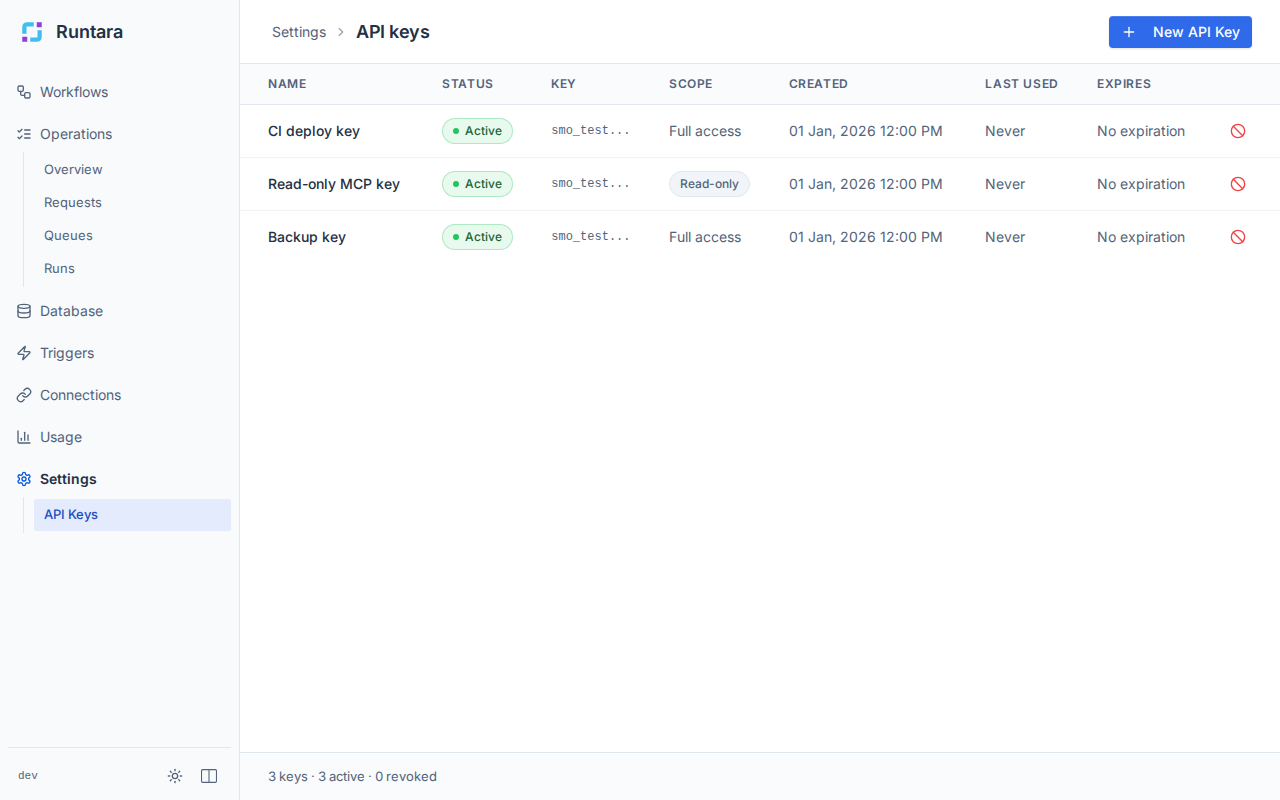 Runtara
Workflows
Operations
Overview
Requests
Queues
Runs
Database
Triggers
Connections
Usage
Settings
API Keys
dev
Settings > API keys
New API Key
NAME STATUS KEY SCOPE CREATED LAST USED EXPIRES
CI deploy key Active smo_test... Full access 01 Jan, 2026 12:00 PM Never No expiration
Read-only MCP key Active smo_test... Read-only 01 Jan, 2026 12:00 PM Never No expiration
Backup key Active smo_test... Full access 01 Jan, 2026 12:00 PM Never No expiration
3 keys · 3 active · 0 revoked